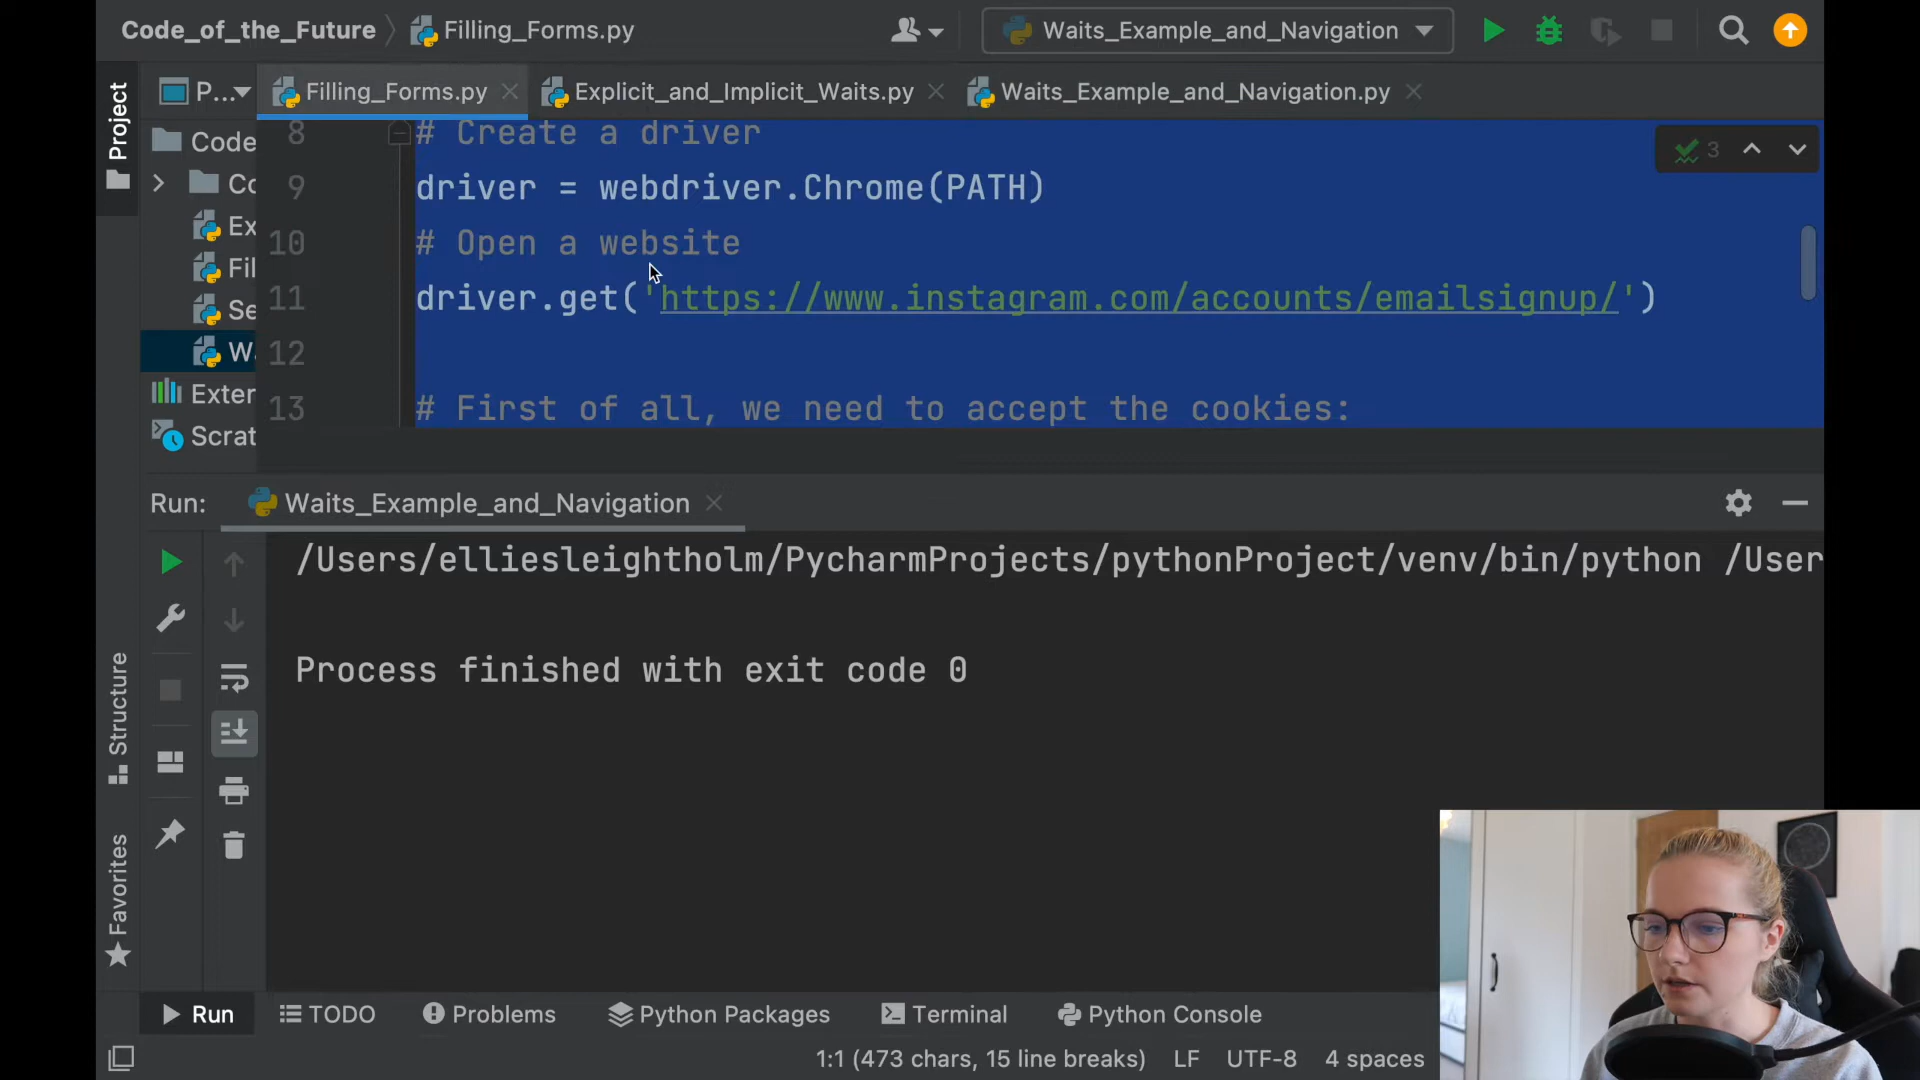 Code_of_the_Future
Filling_Forms.py
Waits_Example_and_Navigation
Project
P...
Filling_Forms.py
Explicit_and_Implicit_Waits.py
Waits_Example_and_Navigation.py
Code
Cc
Ex
Fil
Se
Wa
Exter
Scrat
8 # Create a driver
9 driver = webdriver.Chrome(PATH)
10 # Open a website
11 driver.get('https://www.instagram.com/accounts/emailsignup/')
12
13 # First of all, we need to accept the cookies:
3
Run:
Waits_Example_and_Navigation
/Users/elliesleightholm/PycharmProjects/pythonProject/venv/bin/python /User
Process finished with exit code 0
Structure
Favorites
Run
TODO
Problems
Python Packages
Terminal
Python Console
1:1 (473 chars, 15 line breaks)
LF
UTF-8
4 spaces